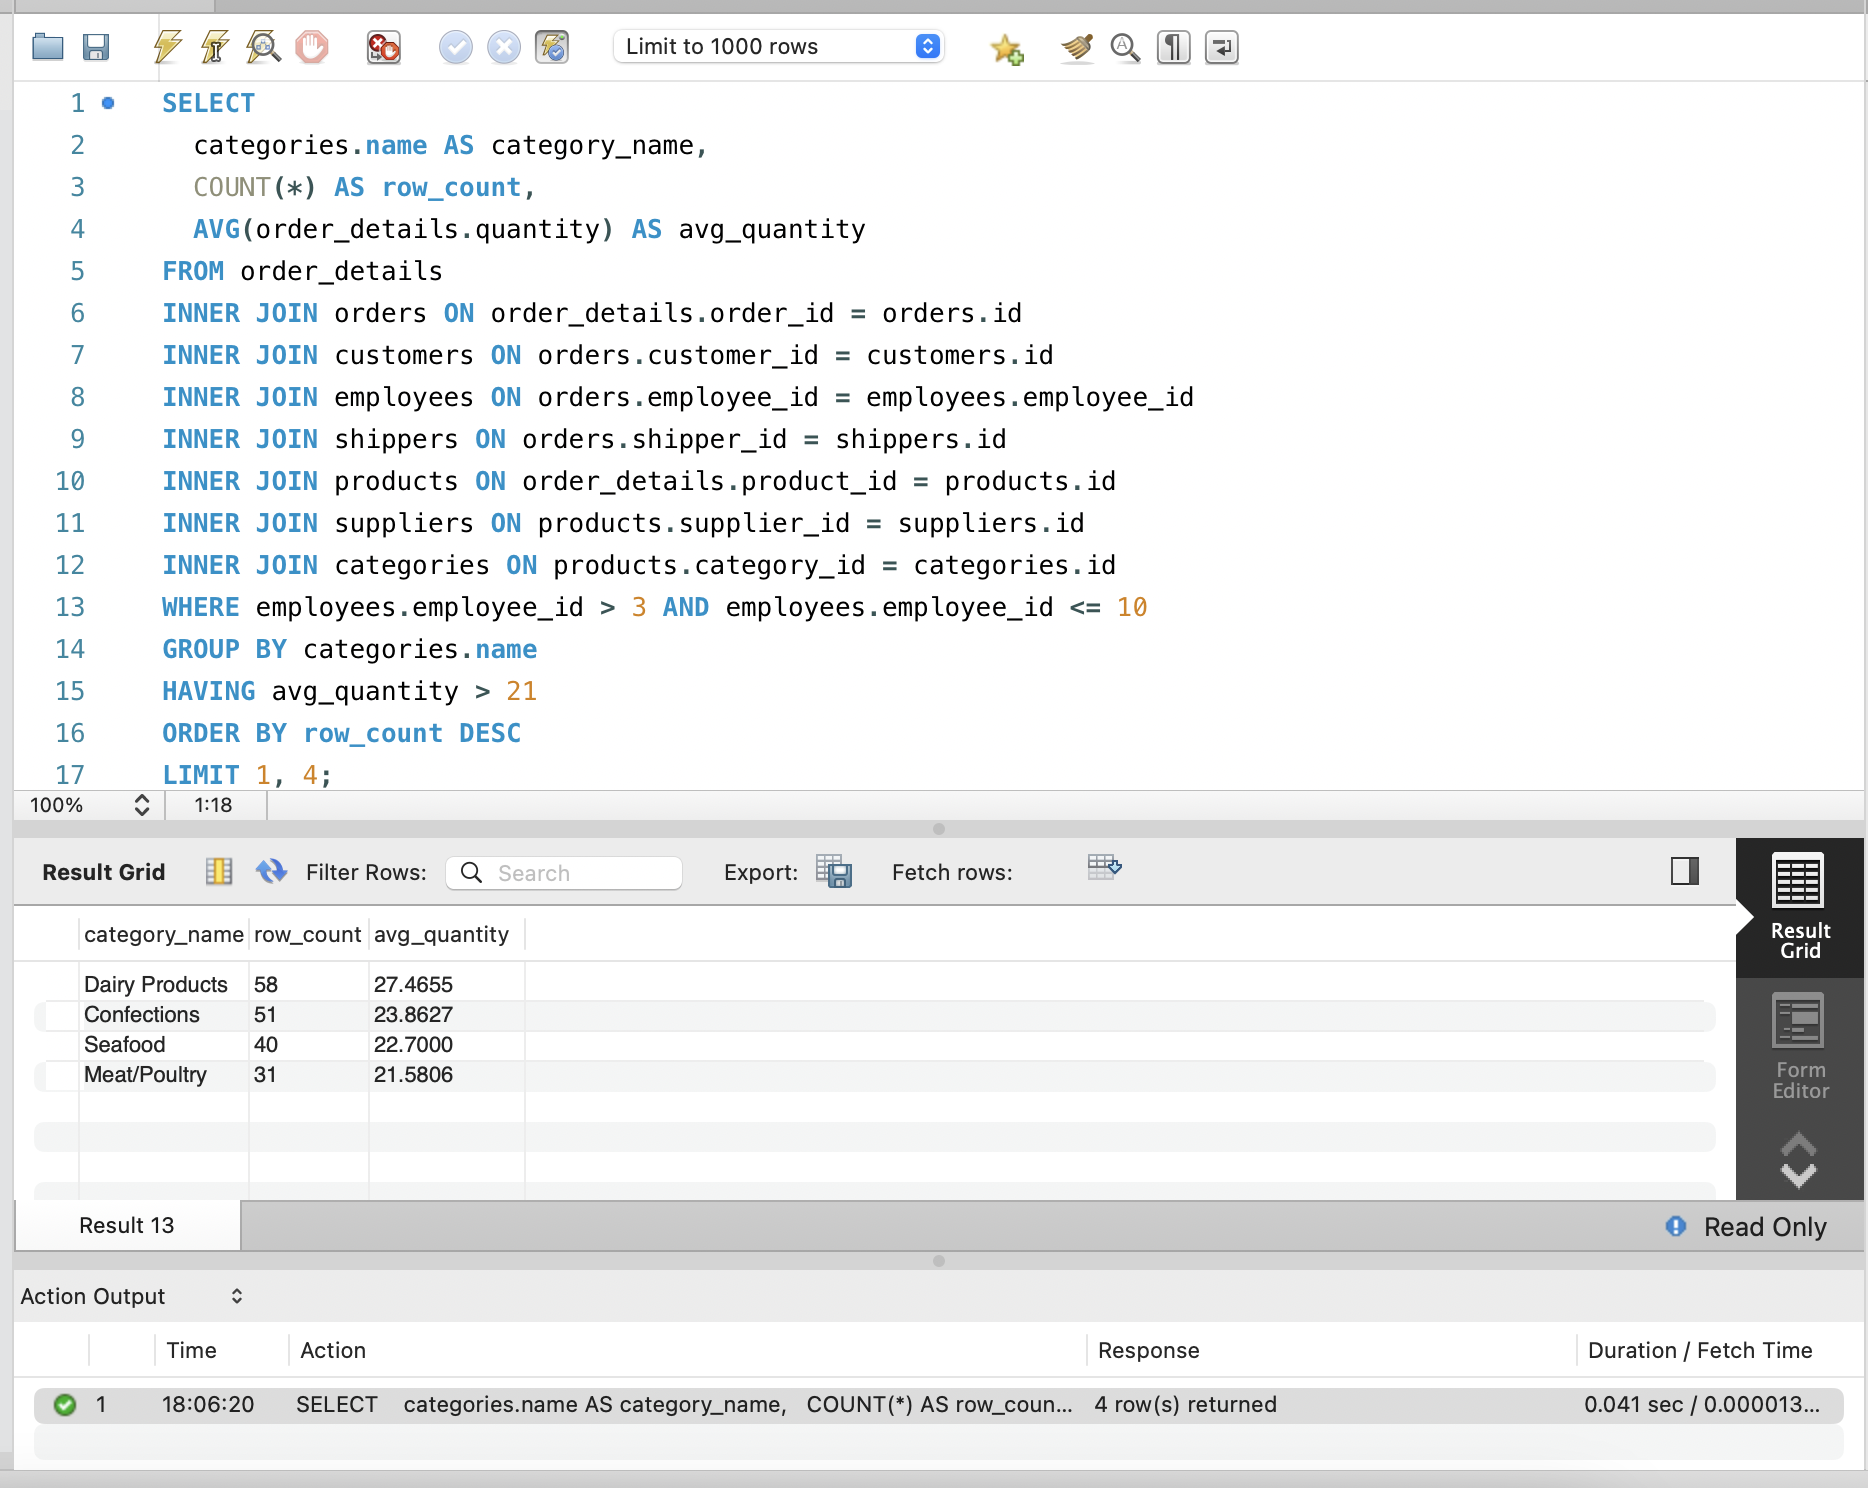 Limit to 1000 rows
1 SELECT
2 categories.name AS category_name,
3 COUNT(*) AS row_count,
4 AVG(order_details.quantity) AS avg_quantity
5 FROM order_details
6 INNER JOIN orders ON order_details.order_id = orders.id
7 INNER JOIN customers ON orders.customer_id = customers.id
8 INNER JOIN employees ON orders.employee_id = employees.employee_id
9 INNER JOIN shippers ON orders.shipper_id = shippers.id
10 INNER JOIN products ON order_details.product_id = products.id
11 INNER JOIN suppliers ON products.supplier_id = suppliers.id
12 INNER JOIN categories ON products.category_id = categories.id
13 WHERE employees.employee_id > 3 AND employees.employee_id <= 10
14 GROUP BY categories.name
15 HAVING avg_quantity > 21
16 ORDER BY row_count DESC
17 LIMIT 1, 4;
100% 1:18
Result Grid Filter Rows: Search Export: Fetch rows:
category_name row_count avg_quantity
Dairy Products 58 27.4655
Confections 51 23.8627
Seafood 40 22.7000
Meat/Poultry 31 21.5806
Result
Grid
Form
Editor
Result 13 Read Only
Action Output
Time Action Response Duration / Fetch Time
1 18:06:20 SELECT categories.name AS category_name, COUNT(*) AS row_coun... 4 row(s) returned 0.041 sec / 0.000013...